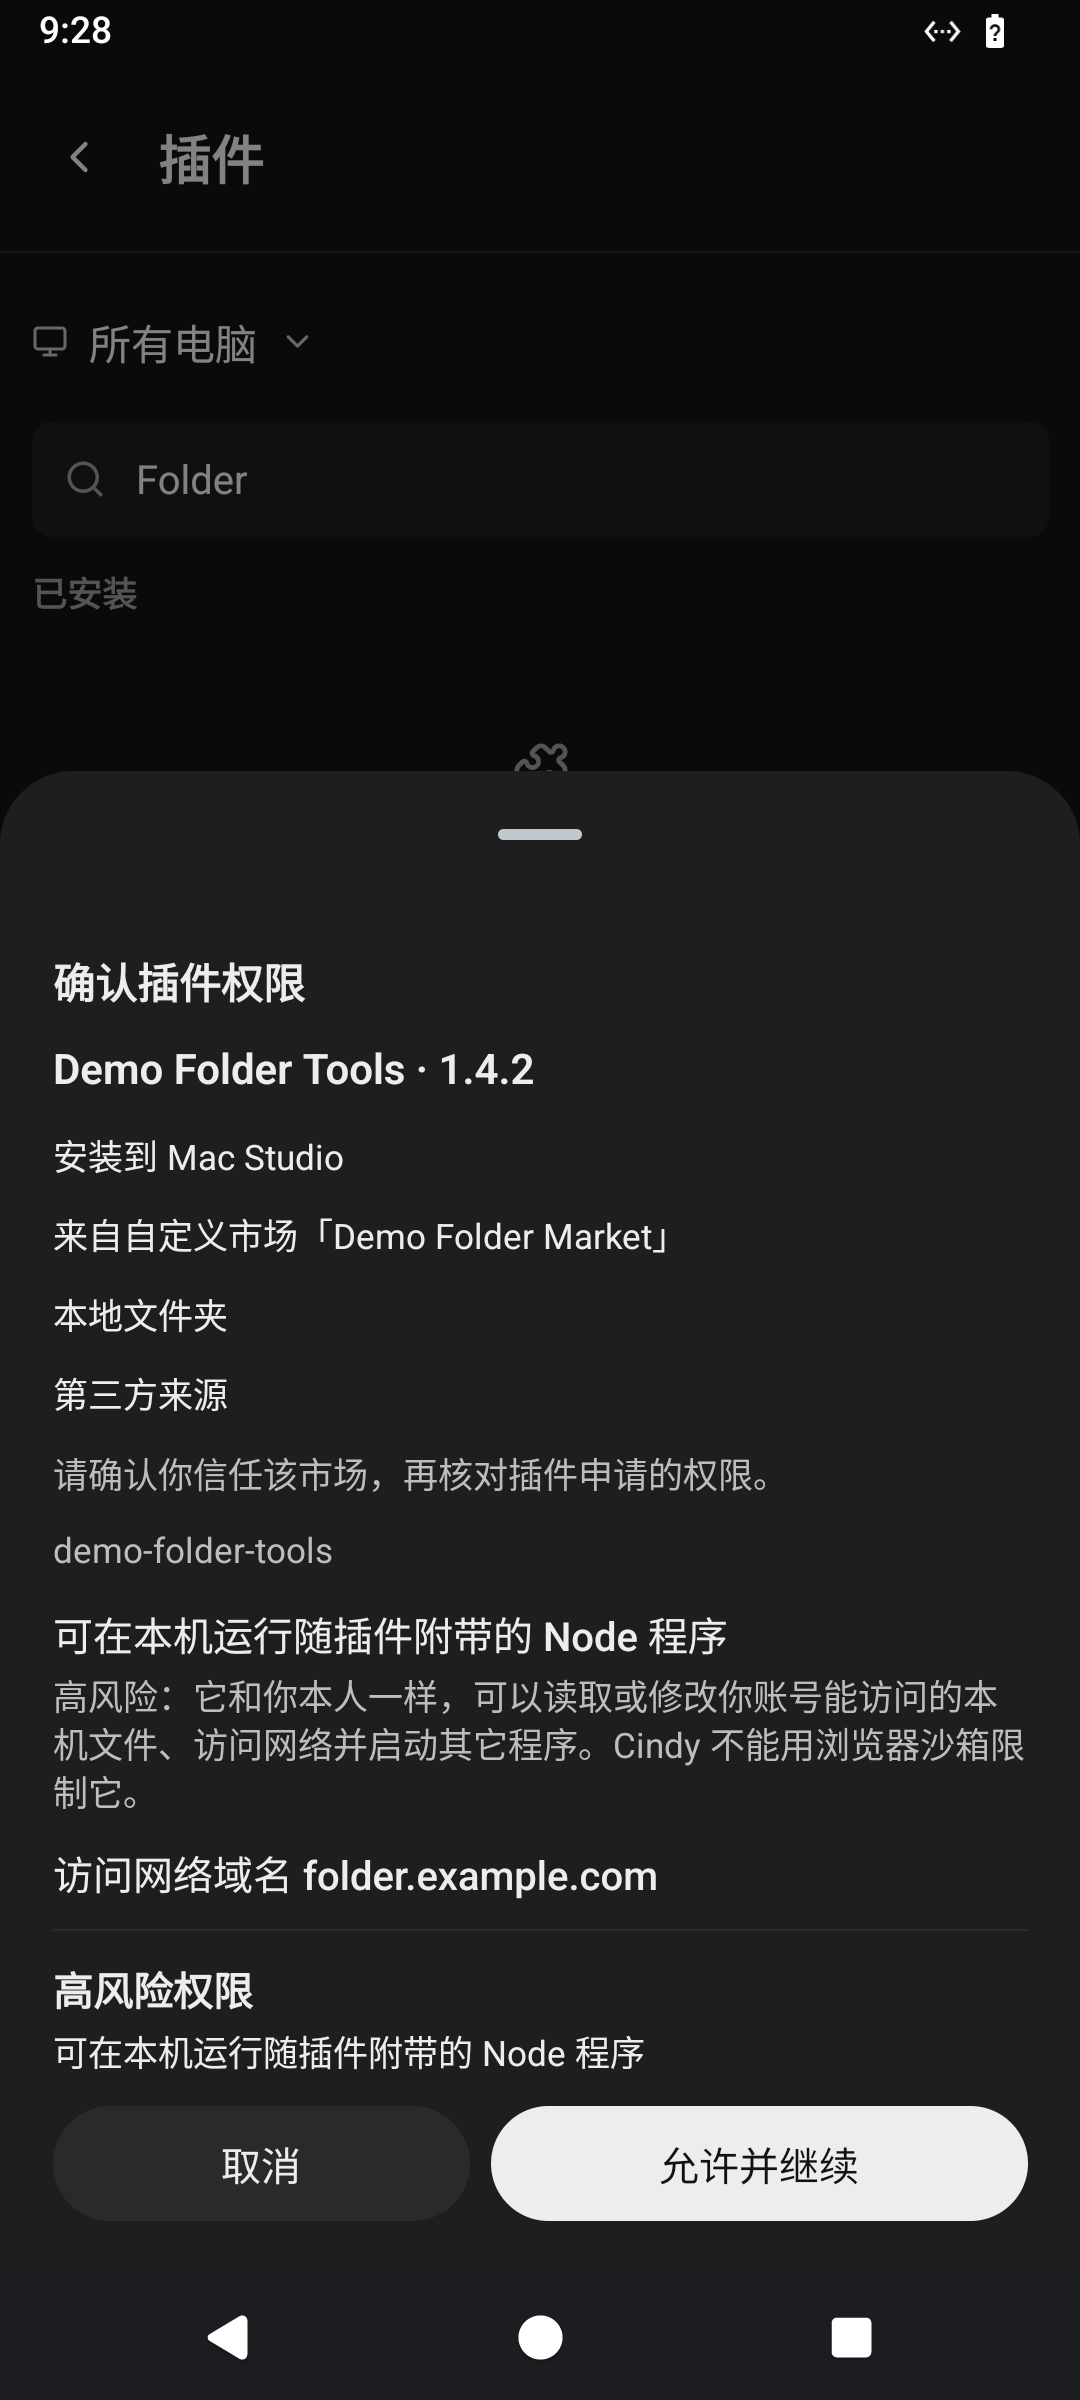 9:28
插件
所有电脑
Folder
已安装
确认插件权限
Demo Folder Tools · 1.4.2
安装到 Mac Studio
来自自定义市场「Demo Folder Market」
本地文件夹
第三方来源
请确认你信任该市场，再核对插件申请的权限。
demo-folder-tools
可在本机运行随插件附带的 Node 程序
高风险：它和你本人一样，可以读取或修改你账号能访问的本
机文件、访问网络并启动其它程序。Cindy 不能用浏览器沙箱限
制它。
访问网络域名 folder.example.com
高风险权限
可在本机运行随插件附带的 Node 程序
取消
允许并继续